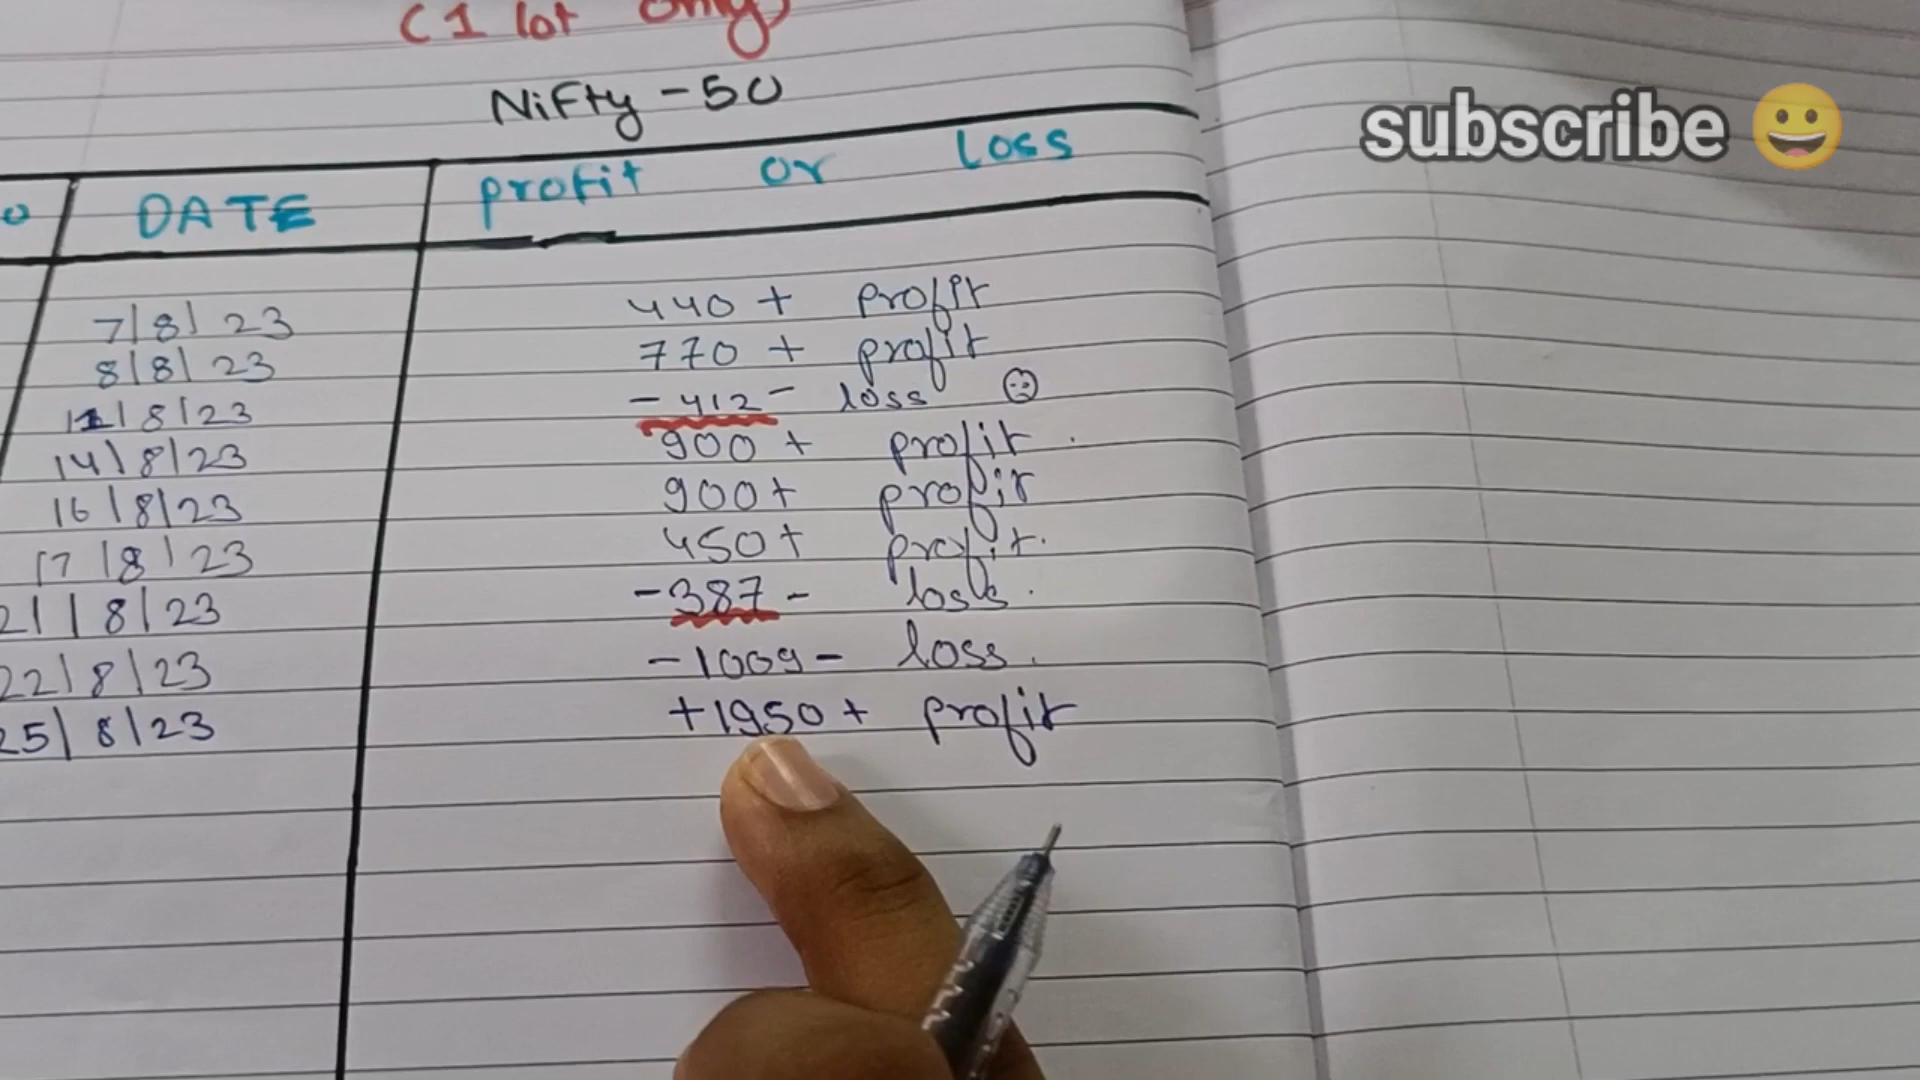 (1 lot only)
Nifty - 50
subscribe 😀
o DATE profit or Loss
7/8/23 440 + profit
8/8/23 770 + profit
11/8/23 - 412 - loss ☹
14/8/23 900 + profit.
16/8/23 900 + profit
17/8/23 450 + profit.
21/8/23 - 387 - loss.
22/8/23 - 1009 - loss.
25/8/23 + 1950 + profit